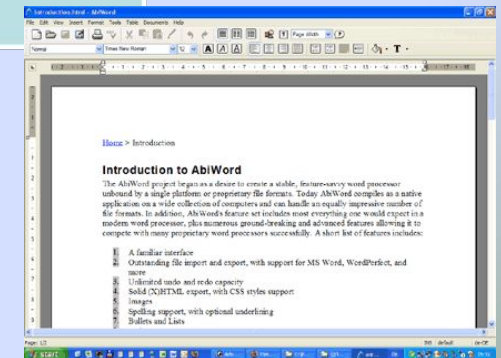 Introduction.html - AbiWord
File Edit View Insert Format Tools Table Documents Help
Page Width
Normal Times New Roman 12
Home > Introduction
Introduction to AbiWord
The AbiWord project began as a desire to create a stable, feature-savvy word processor
unbound by a single platform or proprietary file formats. Today AbiWord compiles as a native
application on a wide collection of computers and can handle an equally impressive number of
file formats. In addition, AbiWord's feature set includes most everything one would expect in a
modern word processor, plus numerous ground-breaking and advanced features allowing it to
compete with many proprietary word processors successfully. A short list of features includes:
1. A familiar interface
2. Outstanding file import and export, with support for MS Word, WordPerfect, and
more
3. Unlimited undo and redo capacity
4. Solid (X)HTML export, with CSS styles support
5. Images
6. Spelling support, with optional underlining
7. Bullets and Lists
Page: 1/2 INS default de-DE
START